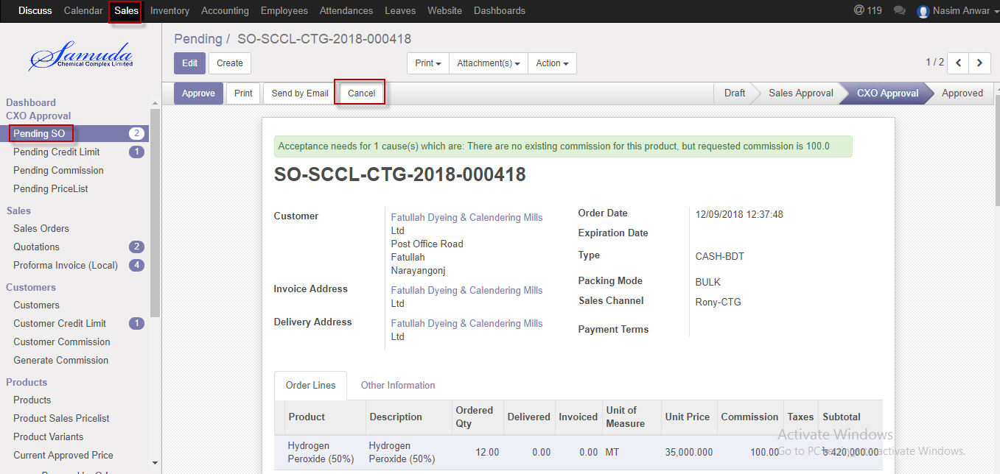 Discuss Calendar Sales Inventory Accounting Employees Attendances Leaves Website Dashboards @ 119 Nasim Anwar
Samuda
Chemical Complex Limited
Dashboard
CXO Approval
Pending SO 2
Pending Credit Limit 1
Pending Commission
Pending PriceList
Sales
Sales Orders
Quotations 2
Proforma Invoice (Local) 4
Customers
Customers
Customer Credit Limit 1
Customer Commission
Generate Commission
Products
Products
Product Sales Pricelist
Product Variants
Current Approved Price
Pending / SO-SCCL-CTG-2018-000418
Edit Create Print Attachment(s) Action 1 / 2
Approve Print Send by Email Cancel Draft Sales Approval CXO Approval Approved
Acceptance needs for 1 cause(s) which are: There are no existing commission for this product, but requested commission is 100.0
SO-SCCL-CTG-2018-000418
Customer Fatullah Dyeing & Calendering Mills
Ltd
Post Office Road
Fatullah
Narayangonj
Invoice Address Fatullah Dyeing & Calendering Mills
Ltd
Delivery Address Fatullah Dyeing & Calendering Mills
Ltd
Order Date 12/09/2018 12:37:48
Expiration Date
Type CASH-BDT
Packing Mode BULK
Sales Channel Rony-CTG
Payment Terms
Order Lines Other Information
Product Description Ordered Qty Delivered Invoiced Unit of Measure Unit Price Commission Taxes Subtotal
Hydrogen Peroxide (50%) Hydrogen Peroxide (50%) 12.00 0.00 0.00 MT 35,000.000 100.00 ৳ 420,000.00
Activate Windows
Go to PC settings to activate Windows.